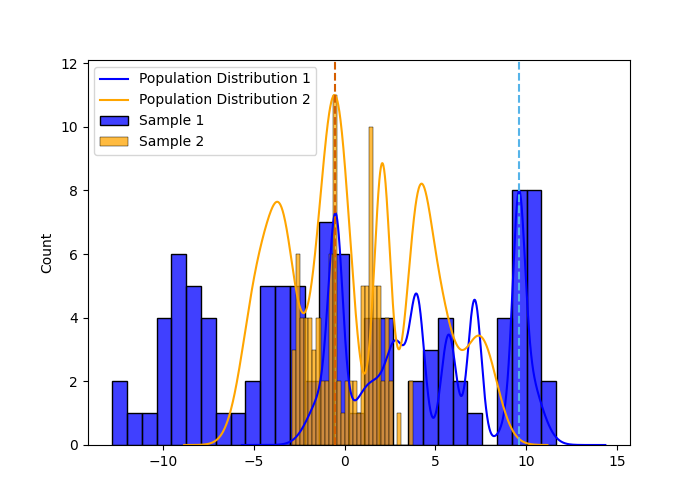 Population Distribution 1
Population Distribution 2
Sample 1
Sample 2
Count
12
10
8
6
4
2
0
−10 −5 0 5 10 15